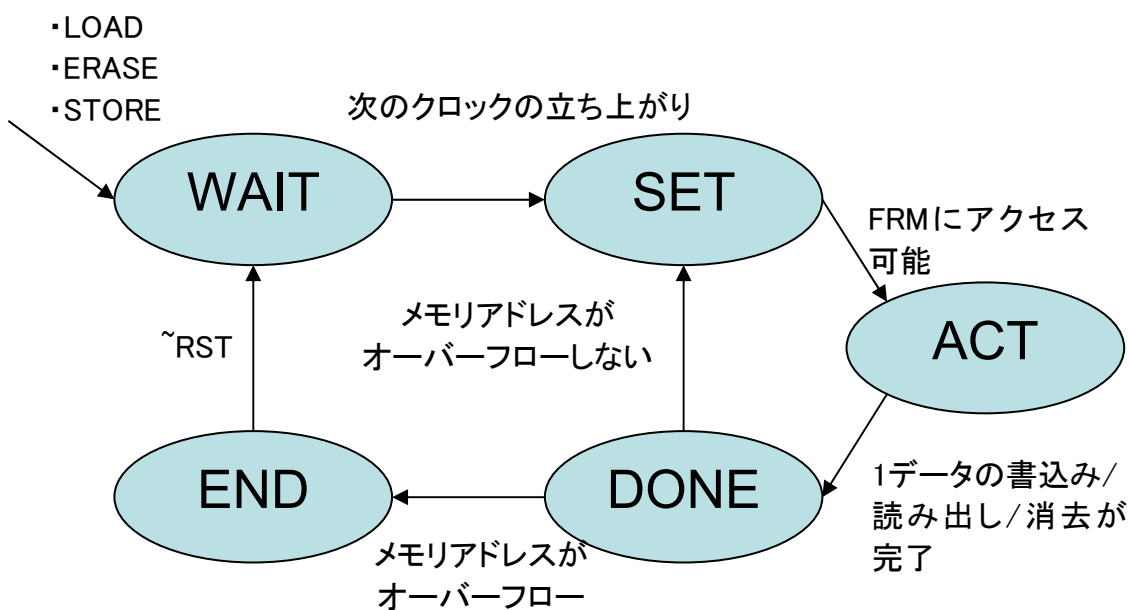 ・LOAD
・ERASE
・STORE
次のクロックの立ち上がり
WAIT
SET
FRMにアクセス
可能
メモリアドレスが
オーバーフローしない
~RST
ACT
END
DONE
1データの書込み/
読み出し/消去が
完了
メモリアドレスが
オーバーフロー